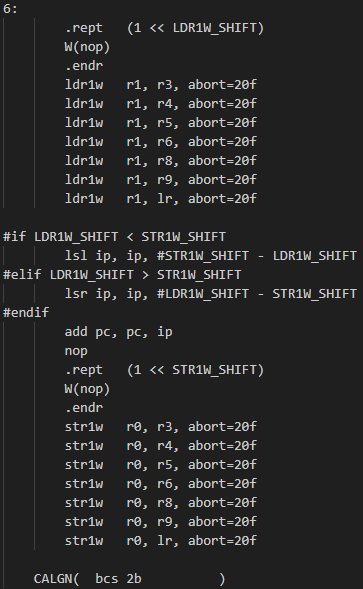 6:
.rept (1 << LDR1W_SHIFT)
W(nop)
.endr
ldr1w r1, r3, abort=20f
ldr1w r1, r4, abort=20f
ldr1w r1, r5, abort=20f
ldr1w r1, r6, abort=20f
ldr1w r1, r8, abort=20f
ldr1w r1, r9, abort=20f
ldr1w r1, lr, abort=20f
#if LDR1W_SHIFT < STR1W_SHIFT
lsl ip, ip, #STR1W_SHIFT - LDR1W_SHIFT
#elif LDR1W_SHIFT > STR1W_SHIFT
lsr ip, ip, #LDR1W_SHIFT - STR1W_SHIFT
#endif
add pc, pc, ip
nop
.rept (1 << STR1W_SHIFT)
W(nop)
.endr
str1w r0, r3, abort=20f
str1w r0, r4, abort=20f
str1w r0, r5, abort=20f
str1w r0, r6, abort=20f
str1w r0, r8, abort=20f
str1w r0, r9, abort=20f
str1w r0, lr, abort=20f
CALGN( bcs 2b )